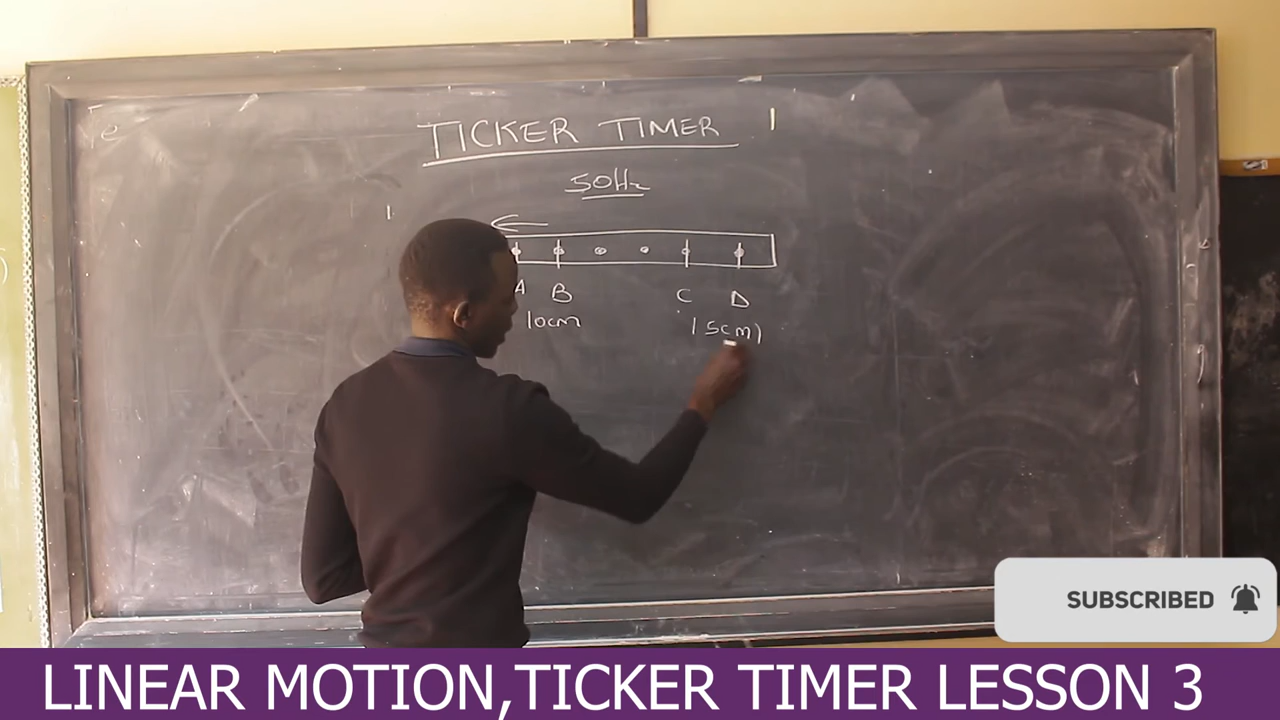 TICKER TIMER
50Hz
A B C D
10cm 15cm
SUBSCRIBED
LINEAR MOTION,TICKER TIMER LESSON 3